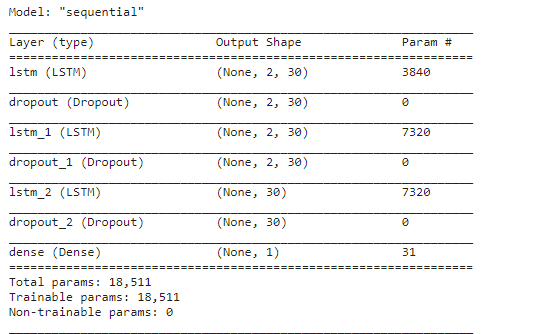 Model: "sequential"
Layer (type) Output Shape Param #
lstm (LSTM) (None, 2, 30) 3840
dropout (Dropout) (None, 2, 30) 0
lstm_1 (LSTM) (None, 2, 30) 7320
dropout_1 (Dropout) (None, 2, 30) 0
lstm_2 (LSTM) (None, 30) 7320
dropout_2 (Dropout) (None, 30) 0
dense (Dense) (None, 1) 31
Total params: 18,511
Trainable params: 18,511
Non-trainable params: 0